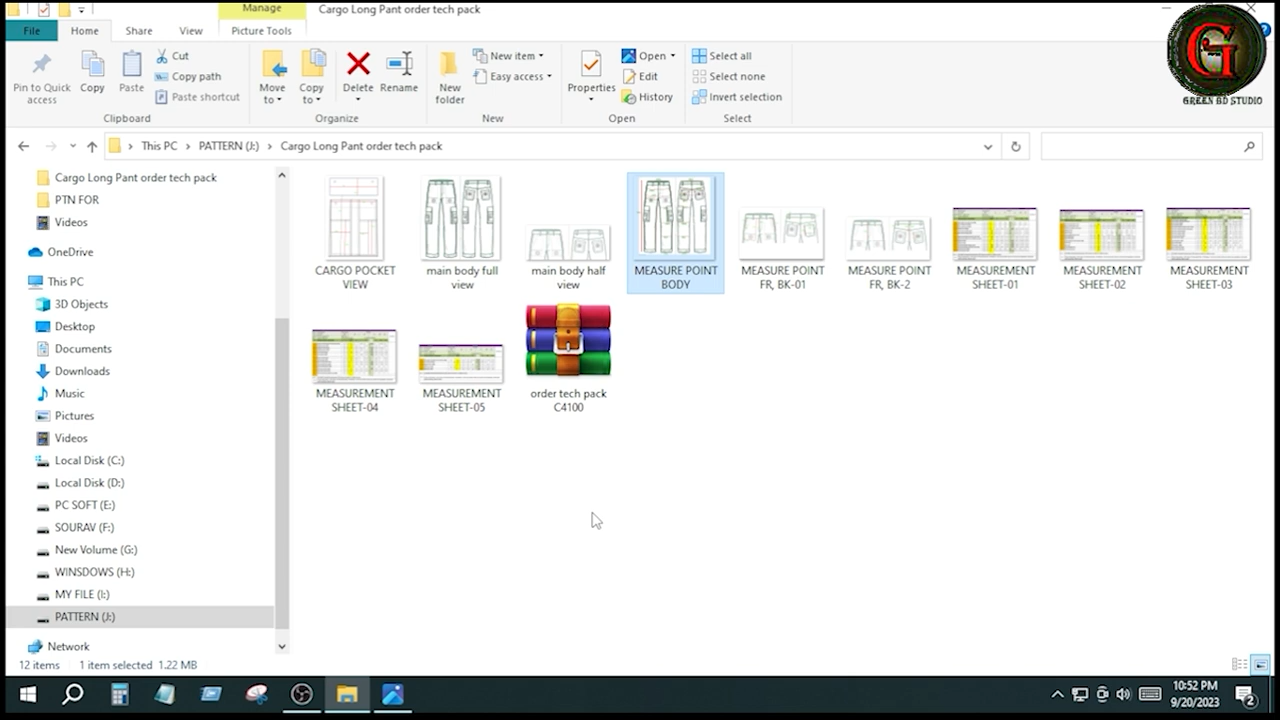 Manage
Cargo Long Pant order tech pack
File
Home
Share
View
Picture Tools
Pin to Quick
access
Copy
Paste
Cut
Copy path
Paste shortcut
Clipboard
Move
to
Copy
to
Delete
Rename
Organize
New
folder
New item
Easy access
New
Properties
Open
Edit
History
Open
Select all
Select none
Invert selection
Select
G
GREEN BD STUDIO
This PC
PATTERN (J:)
Cargo Long Pant order tech pack
Cargo Long Pant order tech pack
PTN FOR
Videos
OneDrive
This PC
3D Objects
Desktop
Documents
Downloads
Music
Pictures
Videos
Local Disk (C:)
Local Disk (D:)
PC SOFT (E:)
SOURAV (F:)
New Volume (G:)
WINSDOWS (H:)
MY FILE (I:)
PATTERN (J:)
Network
CARGO POCKET
VIEW
main body full
view
main body half
view
MEASURE POINT
BODY
MEASURE POINT
FR, BK-01
MEASURE POINT
FR, BK-2
MEASUREMENT
SHEET-01
MEASUREMENT
SHEET-02
MEASUREMENT
SHEET-03
MEASUREMENT
SHEET-04
MEASUREMENT
SHEET-05
order tech pack
C4100
12 items
1 item selected 1.22 MB
10:52 PM
9/20/2023
2